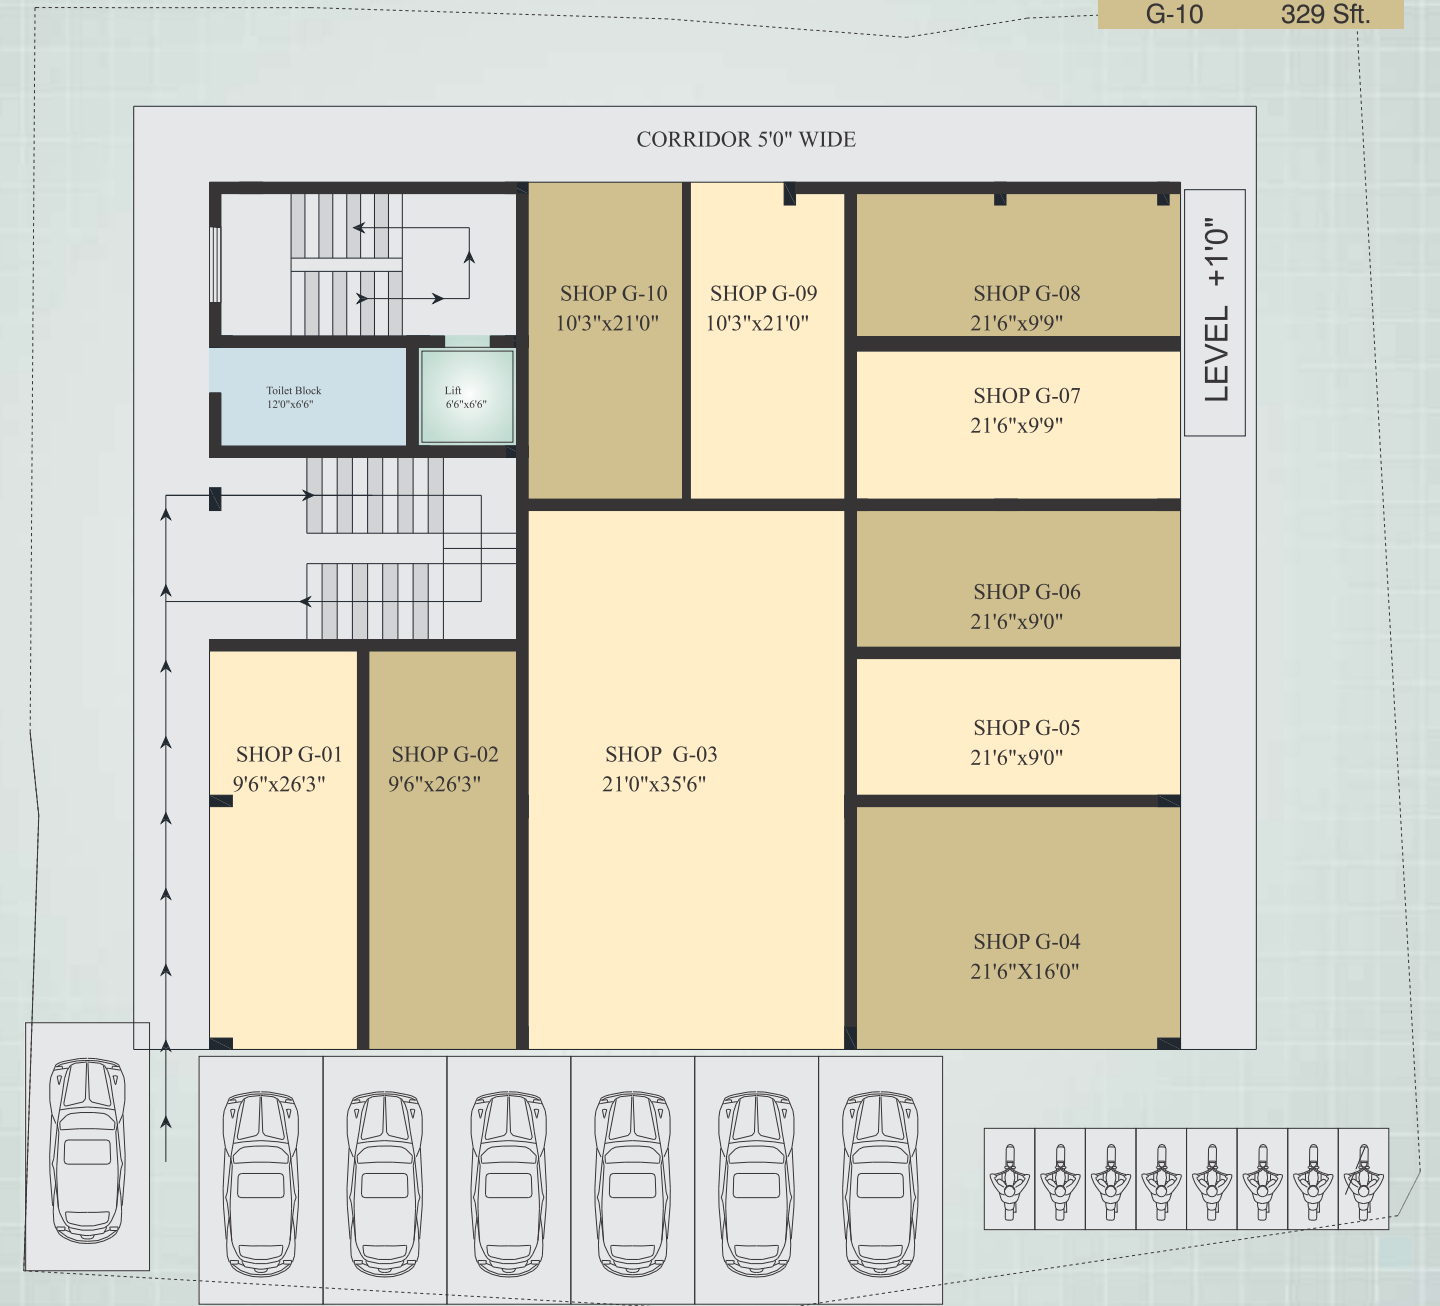 G-10 329 Sft.
CORRIDOR 5'0" WIDE
LEVEL +1'0"
SHOP G-10
10'3"x21'0"
SHOP G-09
10'3"x21'0"
SHOP G-08
21'6"x9'9"
Toilet Block
12'0"x6'6"
Lift
6'6"x6'6"
SHOP G-07
21'6"x9'9"
SHOP G-06
21'6"x9'0"
SHOP G-05
21'6"x9'0"
SHOP G-01
9'6"x26'3"
SHOP G-02
9'6"x26'3"
SHOP G-03
21'0"x35'6"
SHOP G-04
21'6"X16'0"